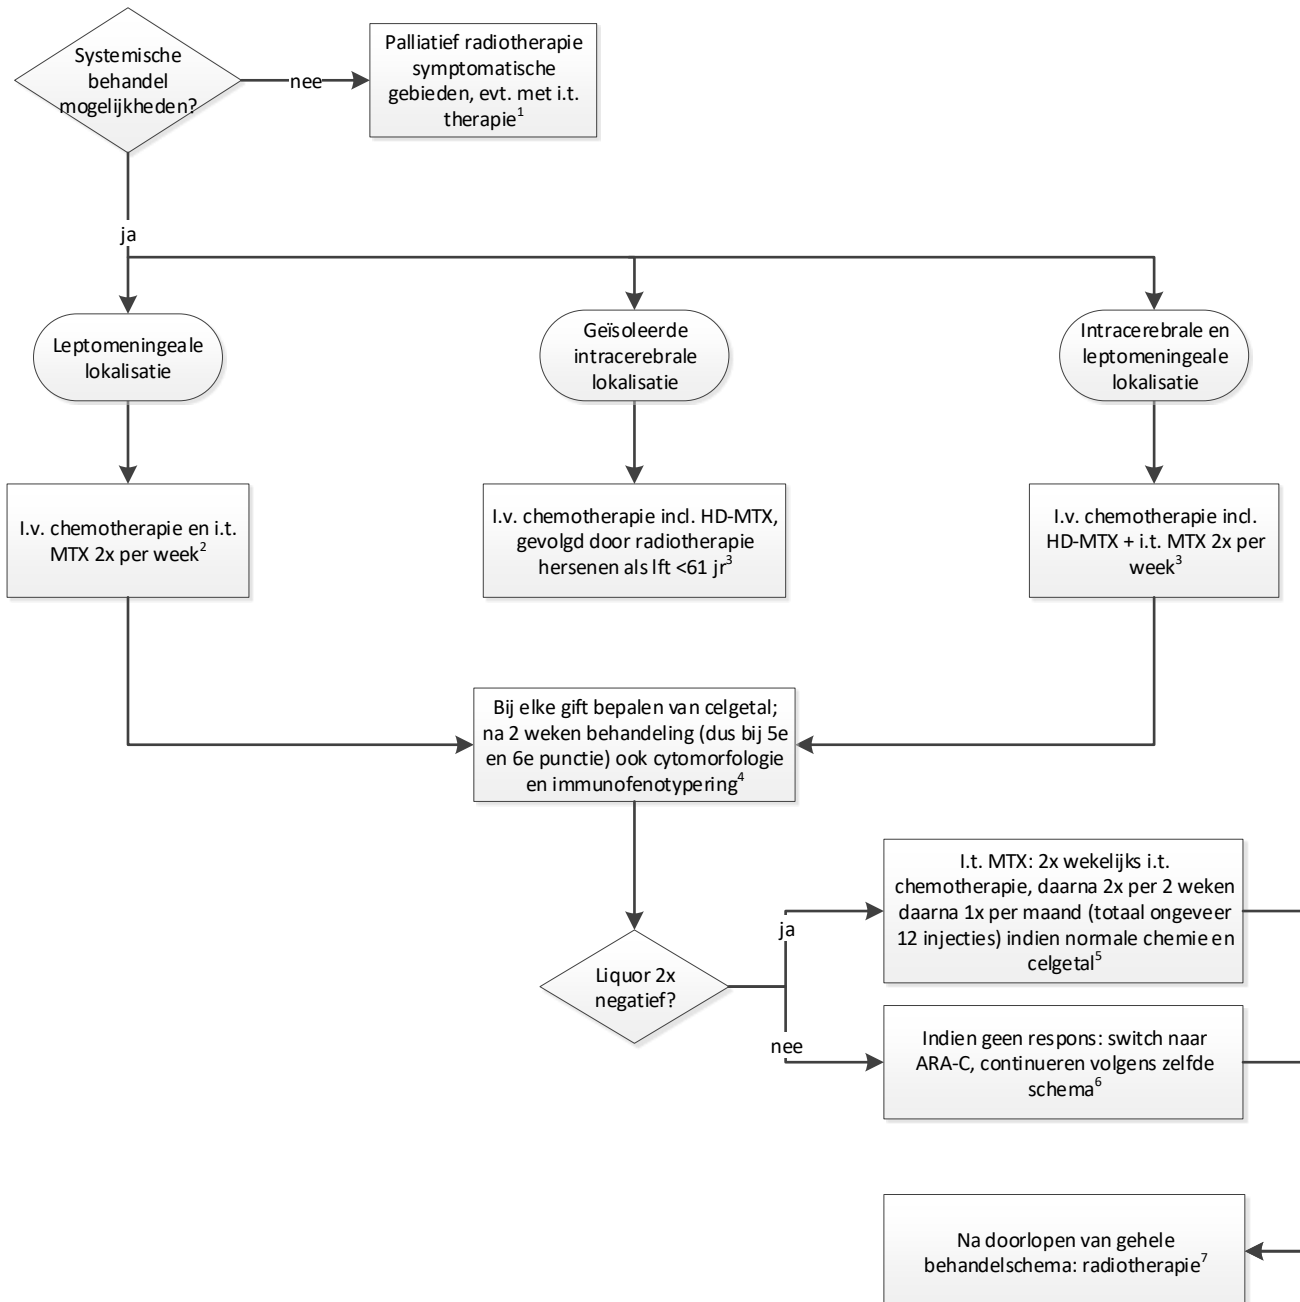 Systemische
behandel
mogelijkheden?
nee
Palliatief radiotherapie
symptomatische
gebieden, evt. met i.t.
therapie1
ja
Leptomeningeale
lokalisatie
Geïsoleerde
intracerebrale
lokalisatie
Intracerebrale en
leptomeningeale
lokalisatie
I.v. chemotherapie en i.t.
MTX 2x per week2
I.v. chemotherapie incl. HD-MTX,
gevolgd door radiotherapie
hersenen als lft <61 jr3
I.v. chemotherapie incl.
HD-MTX + i.t. MTX 2x per
week3
Bij elke gift bepalen van celgetal;
na 2 weken behandeling (dus bij 5e
en 6e punctie) ook cytomorfologie
en immunofenotypering4
Liquor 2x
negatief?
ja
I.t. MTX: 2x wekelijks i.t.
chemotherapie, daarna 2x per 2 weken
daarna 1x per maand (totaal ongeveer
12 injecties) indien normale chemie en
celgetal5
nee
Indien geen respons: switch naar
ARA-C, continueren volgens zelfde
schema6
Na doorlopen van gehele
behandelschema: radiotherapie7